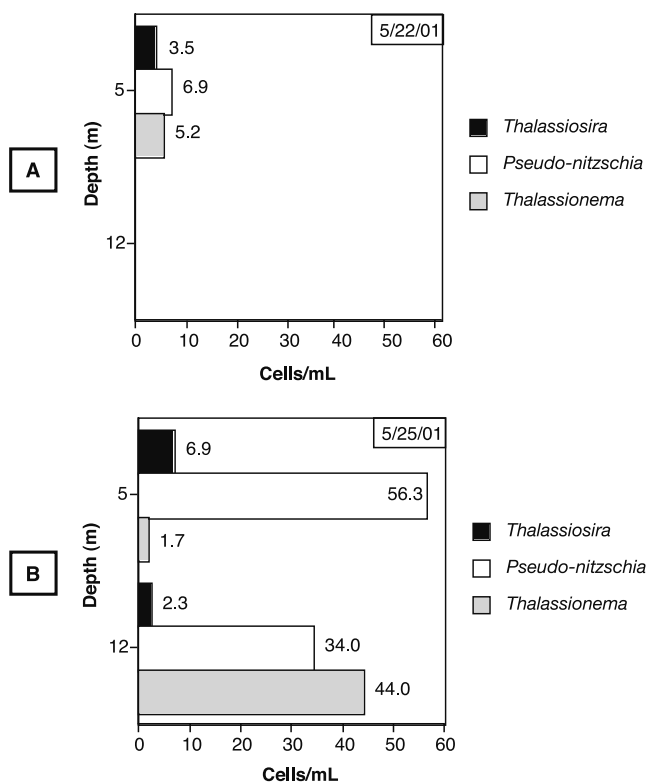 5/22/01
3.5
6.9
5.2
5
12
Depth (m)
A
0 10 20 30 40 50 60
Cells/mL
Thalassiosira
Pseudo-nitzschia
Thalassionema
5/25/01
6.9
56.3
1.7
2.3
34.0
44.0
5
12
Depth (m)
B
0 10 20 30 40 50 60
Cells/mL
Thalassiosira
Pseudo-nitzschia
Thalassionema